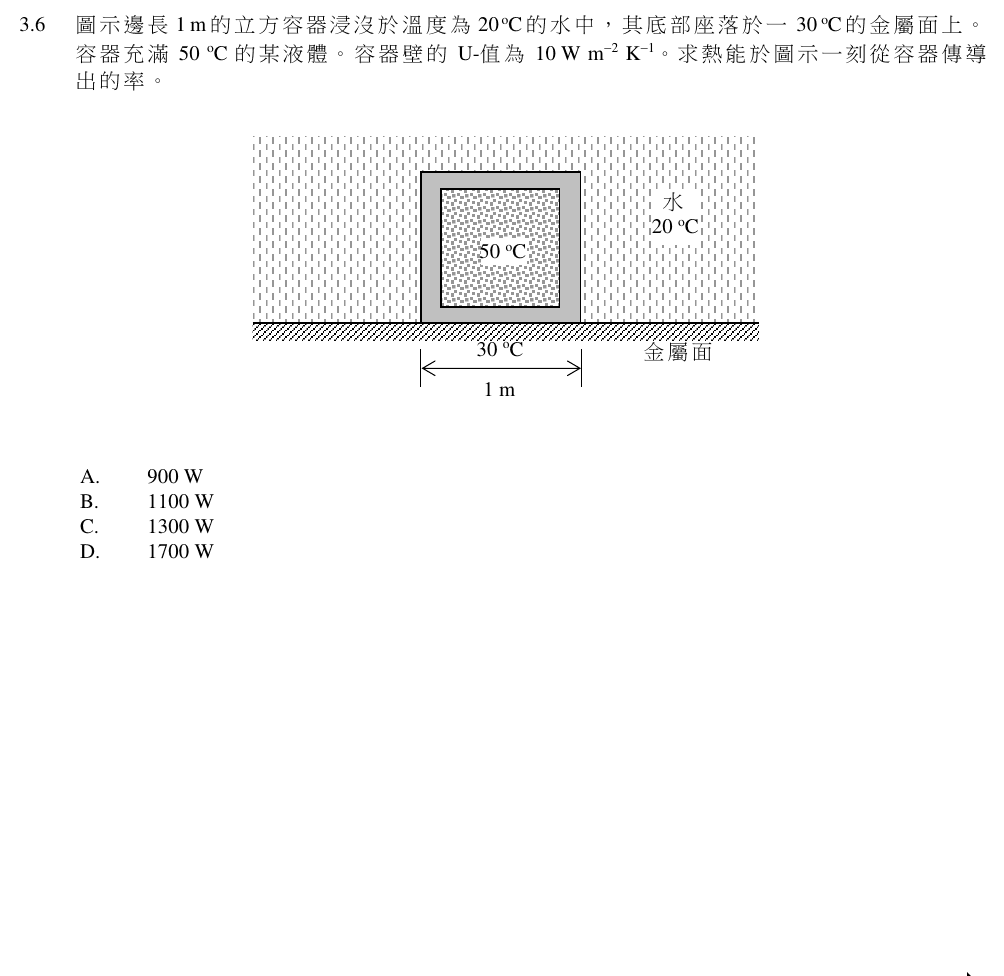 3.6 圖示邊長 1 m的立方容器浸沒於溫度為 20 ºC的水中，其底部座落於一 30 ºC的金屬面上。
容器充滿 50 ºC 的某液體。容器壁的 U-值為 10 W m⁻² K⁻¹。求熱能於圖示一刻從容器傳導
出的率。
水
20 ºC
50 ºC
30 ºC
金屬面
1 m
A. 900 W
B. 1100 W
C. 1300 W
D. 1700 W